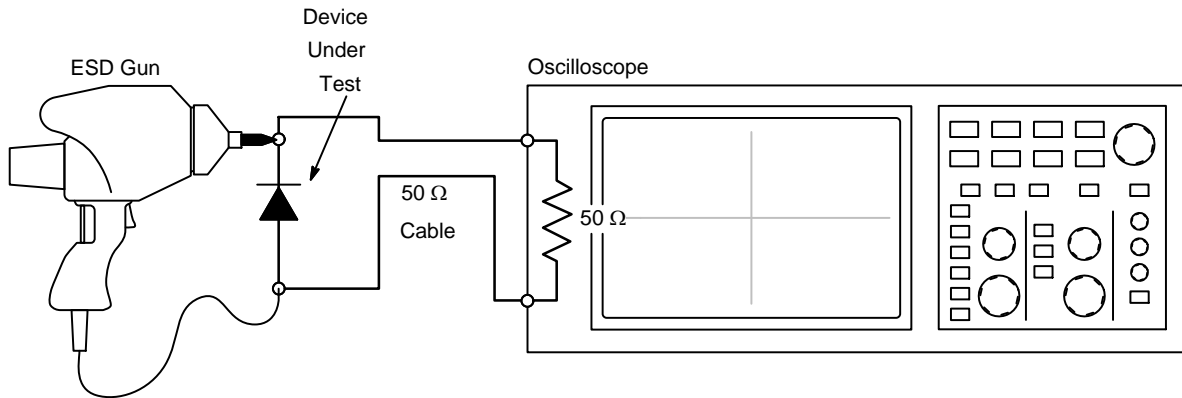 Device
Under
Test
ESD Gun
Oscilloscope
50 Ω
Cable
50 Ω